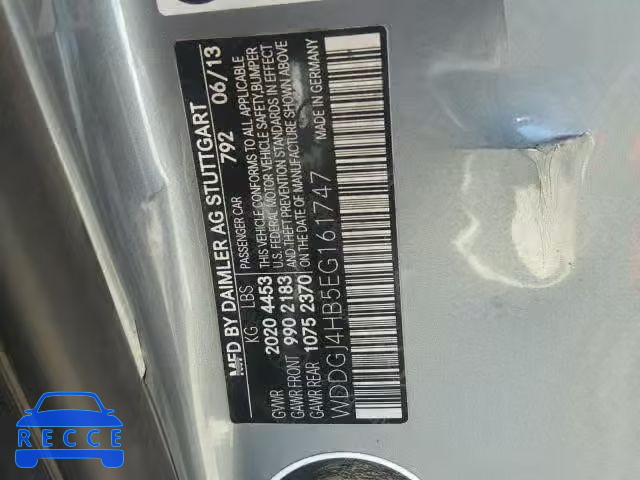 MFD BY DAIMLER AG STUTTGART
792 06/13
KG LBS PASSENGER CAR
GVWR 2020 4453 THIS VEHICLE CONFORMS TO ALL APPLICABLE
GAWR FRONT 990 2183 U.S. FEDERAL MOTOR VEHICLE SAFETY,BUMPER
GAWR REAR 1075 2370 & THEFT PREVENTION STANDARDS IN EFFECT
ON DATE OF MANUFACTURE SHOWN ABOVE
WDDGJ4HB5EG161747 MADE IN GERMANY
RECCE